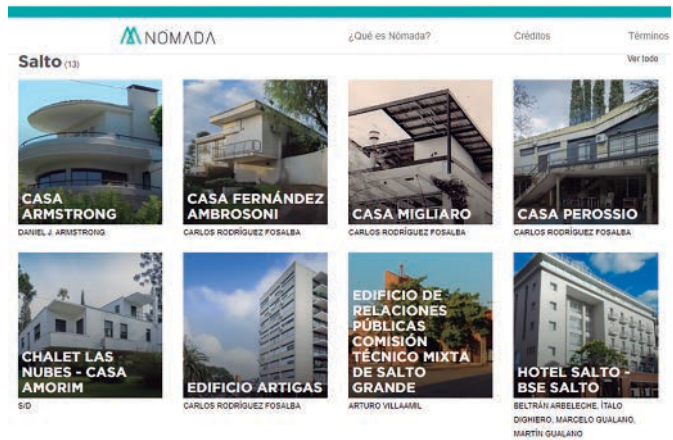 NÓMADA
¿Qué es Nómada?
Créditos
Términos
Salto (13)
Ver todo
CASA
ARMSTRONG
DANIEL J. ARMSTRONG
CASA FERNÁNDEZ
AMBROSONI
CARLOS RODRÍGUEZ FOSALBA
CASA MIGLIARO
CARLOS RODRÍGUEZ FOSALBA
CASA PEROSSIO
CARLOS RODRÍGUEZ FOSALBA
CHALET LAS
NUBES - CASA
AMORIM
S/D
EDIFICIO ARTIGAS
CARLOS RODRÍGUEZ FOSALBA
EDIFICIO DE
RELACIONES
PÚBLICAS
COMISIÓN
TÉCNICO MIXTA
DE SALTO
GRANDE
ARTURO VILLAAMIL
HOTEL SALTO -
BSE SALTO
BELTRÁN ARBELECHE, ÍTALO
DIGHIERO, MARCELO GUALANO,
MARTÍN GUALANO